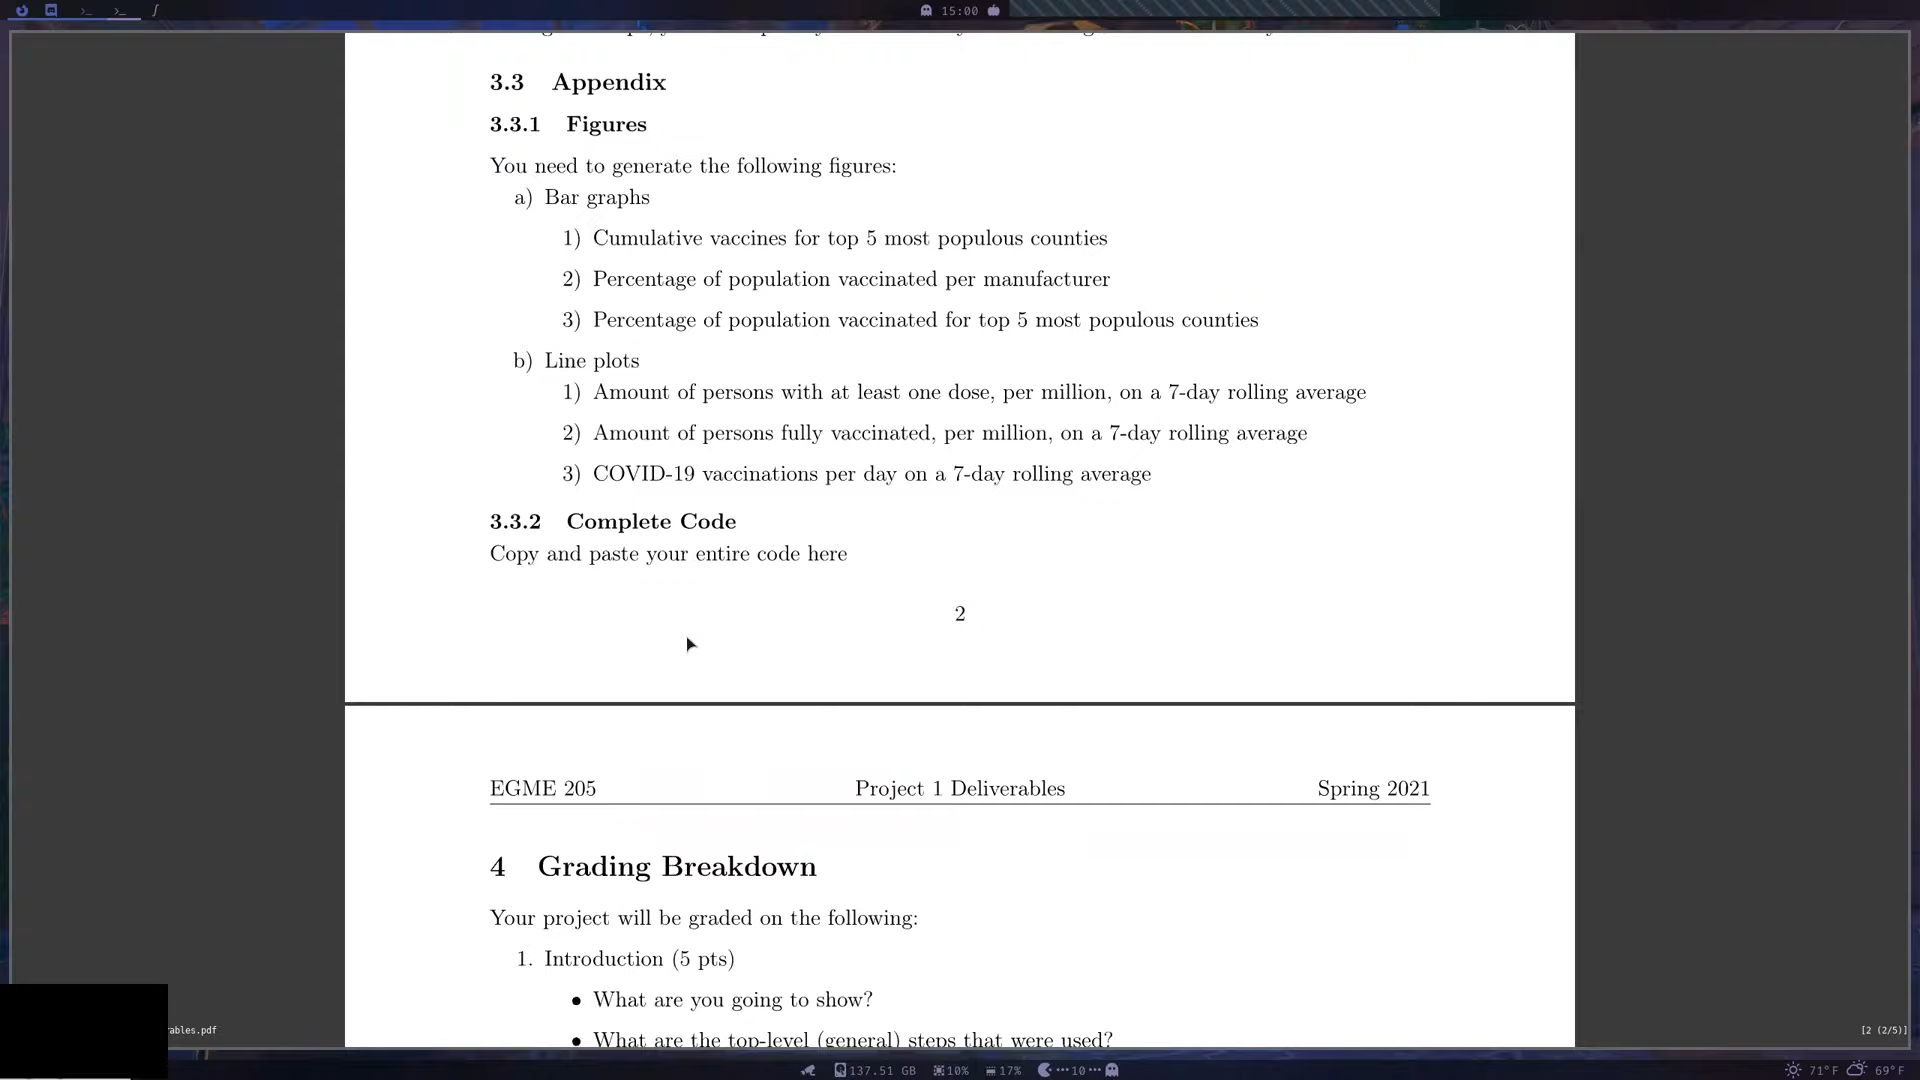 15:00
3.3 Appendix
3.3.1 Figures
You need to generate the following figures:
a) Bar graphs
1) Cumulative vaccines for top 5 most populous counties
2) Percentage of population vaccinated per manufacturer
3) Percentage of population vaccinated for top 5 most populous counties
b) Line plots
1) Amount of persons with at least one dose, per million, on a 7-day rolling average
2) Amount of persons fully vaccinated, per million, on a 7-day rolling average
3) COVID-19 vaccinations per day on a 7-day rolling average
3.3.2 Complete Code
Copy and paste your entire code here
2
EGME 205 Project 1 Deliverables Spring 2021
4 Grading Breakdown
Your project will be graded on the following:
1. Introduction (5 pts)
• What are you going to show?
• What are the top-level (general) steps that were used?
rables.pdf [2 (2/5)]
137.51 GB 10% 17% ···10··· 71°F 69°F